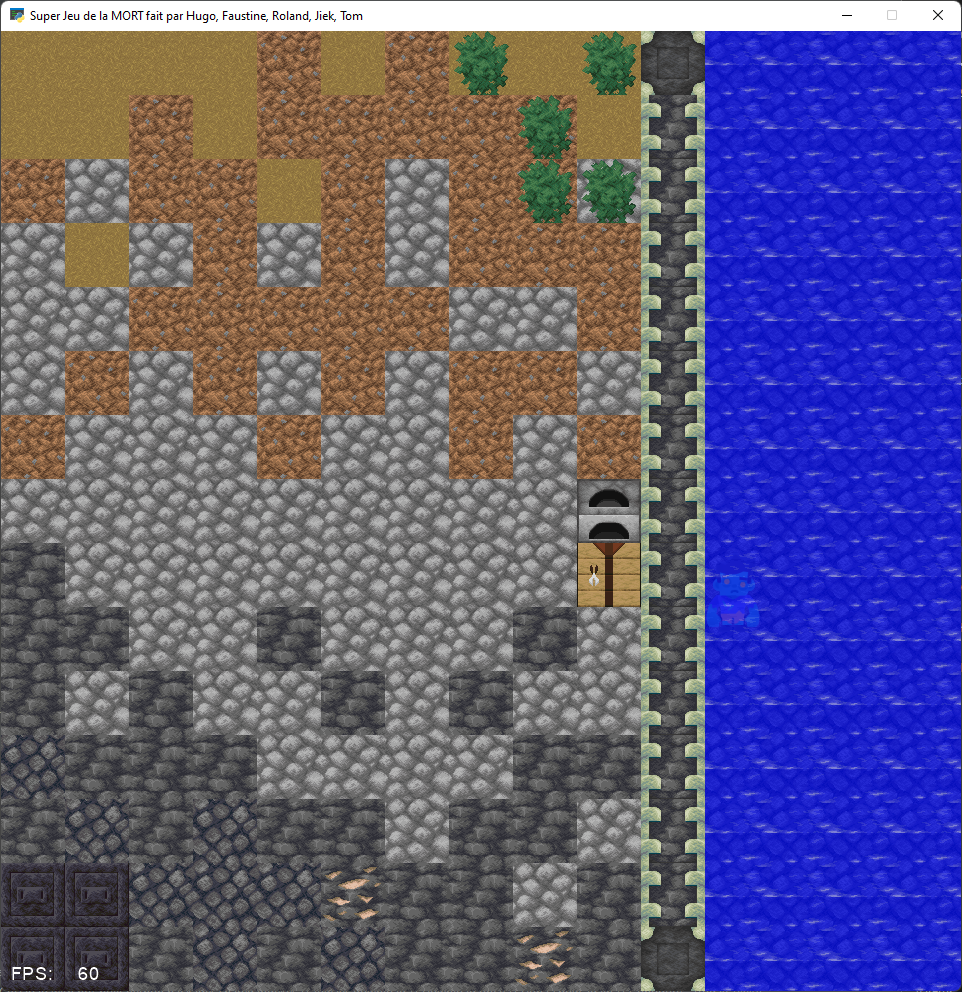 Super Jeu de la MORT fait par Hugo, Faustine, Roland, Jiek, Tom
FPS: 60